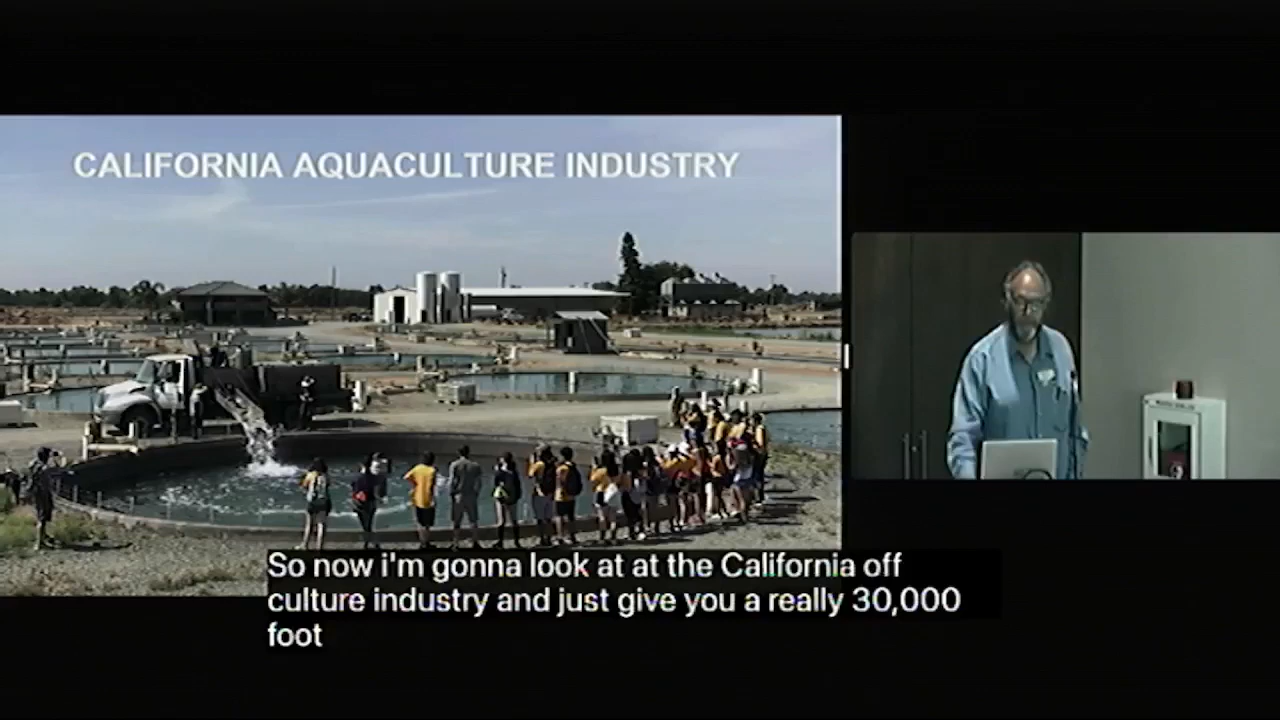 CALIFORNIA AQUACULTURE INDUSTRY
So now i'm gonna look at at the California off
culture industry and just give you a really 30,000
foot